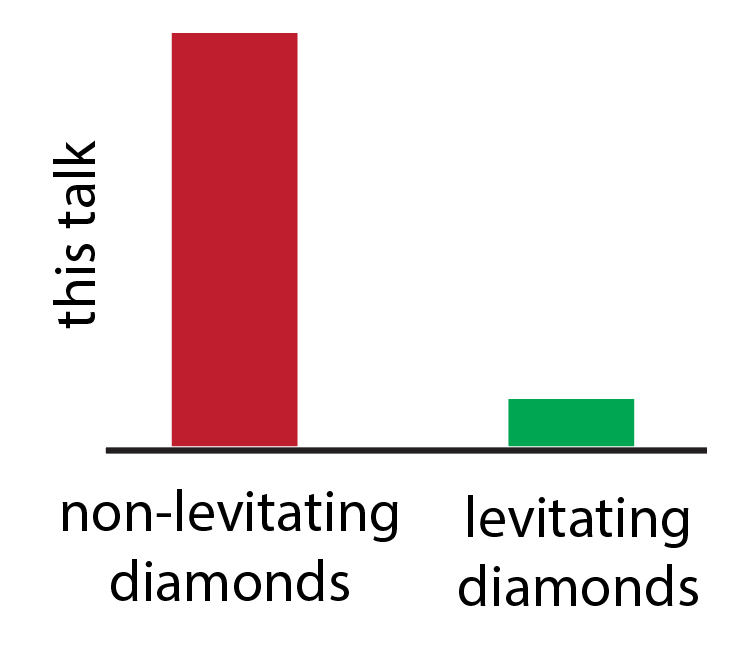 this talk
non-levitating
diamonds
levitating
diamonds